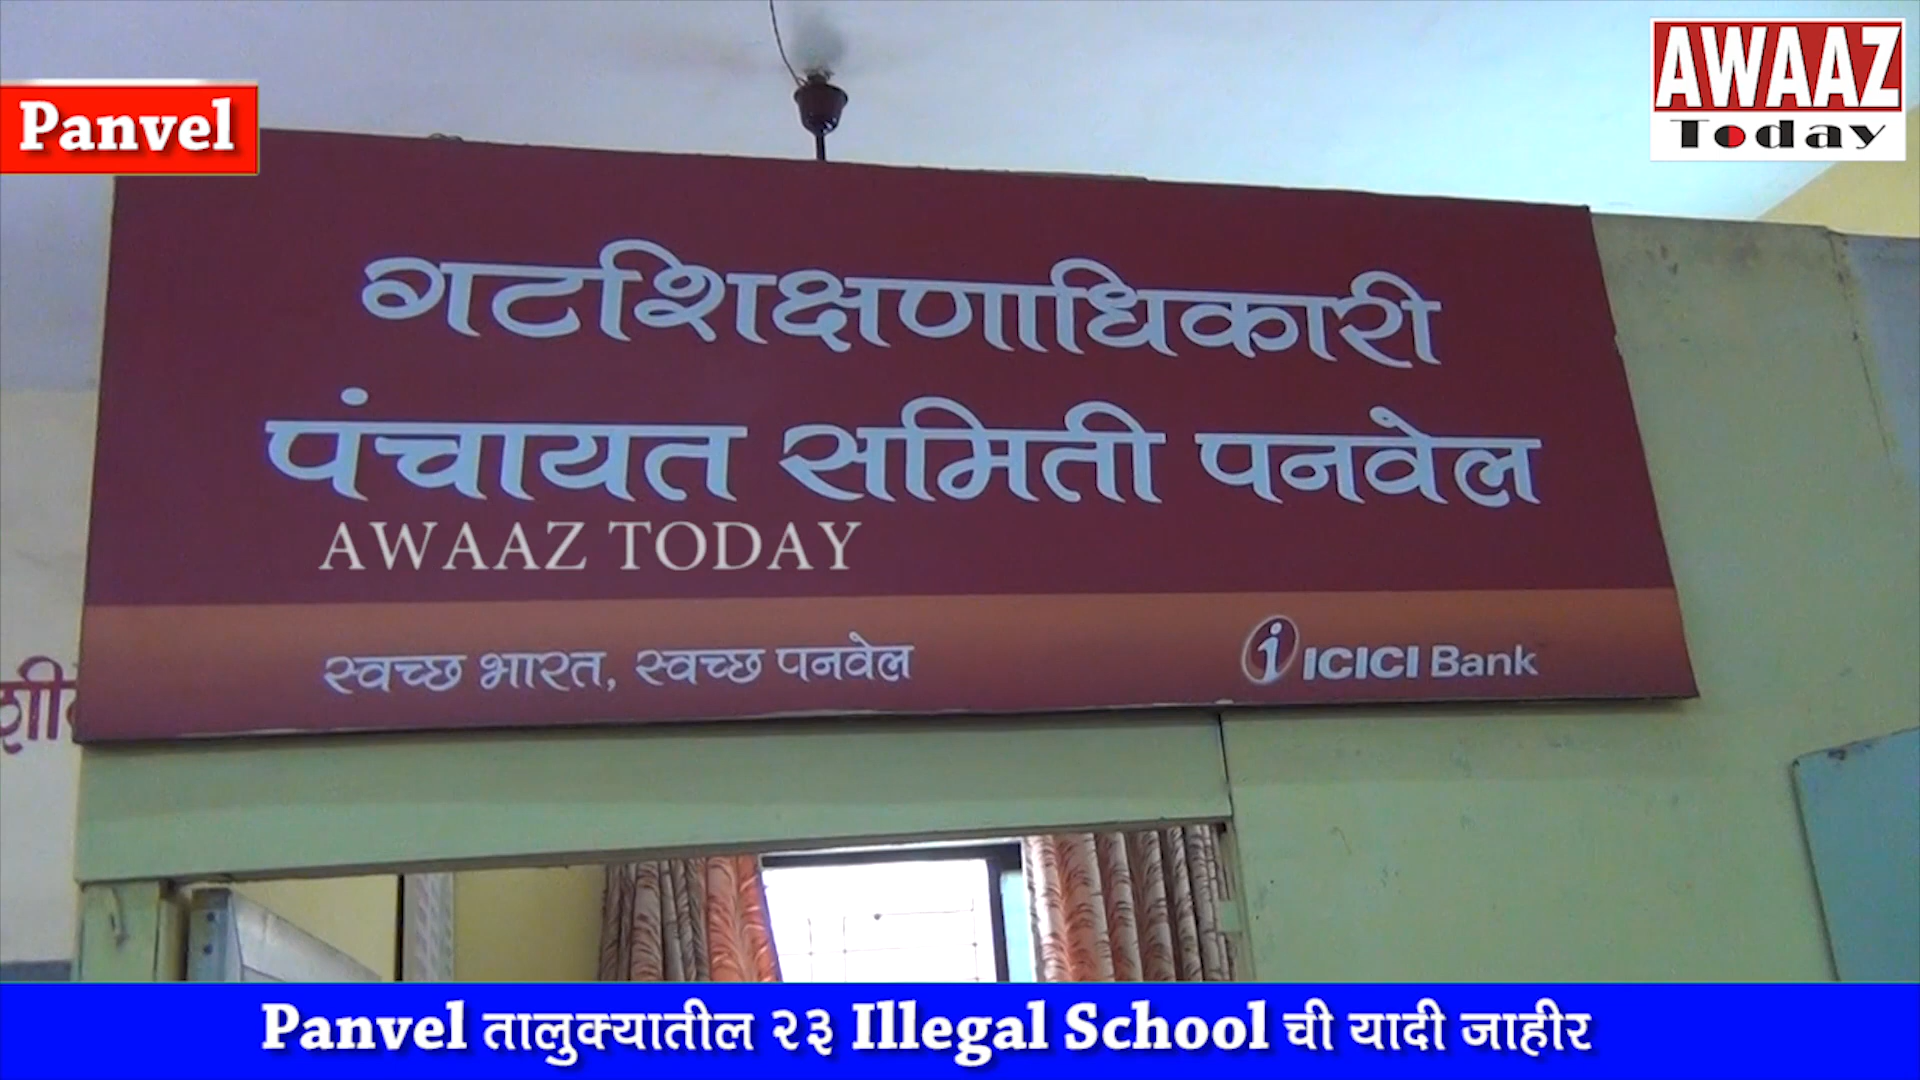 AWAAZ
Today
Panvel
गटशिक्षणाधिकारी
पंचायत समिती पनवेल
AWAAZ TODAY
स्वच्छ भारत, स्वच्छ पनवेल
i ICICI Bank
Panvel तालुक्यातील २३ Illegal School ची यादी जाहीर